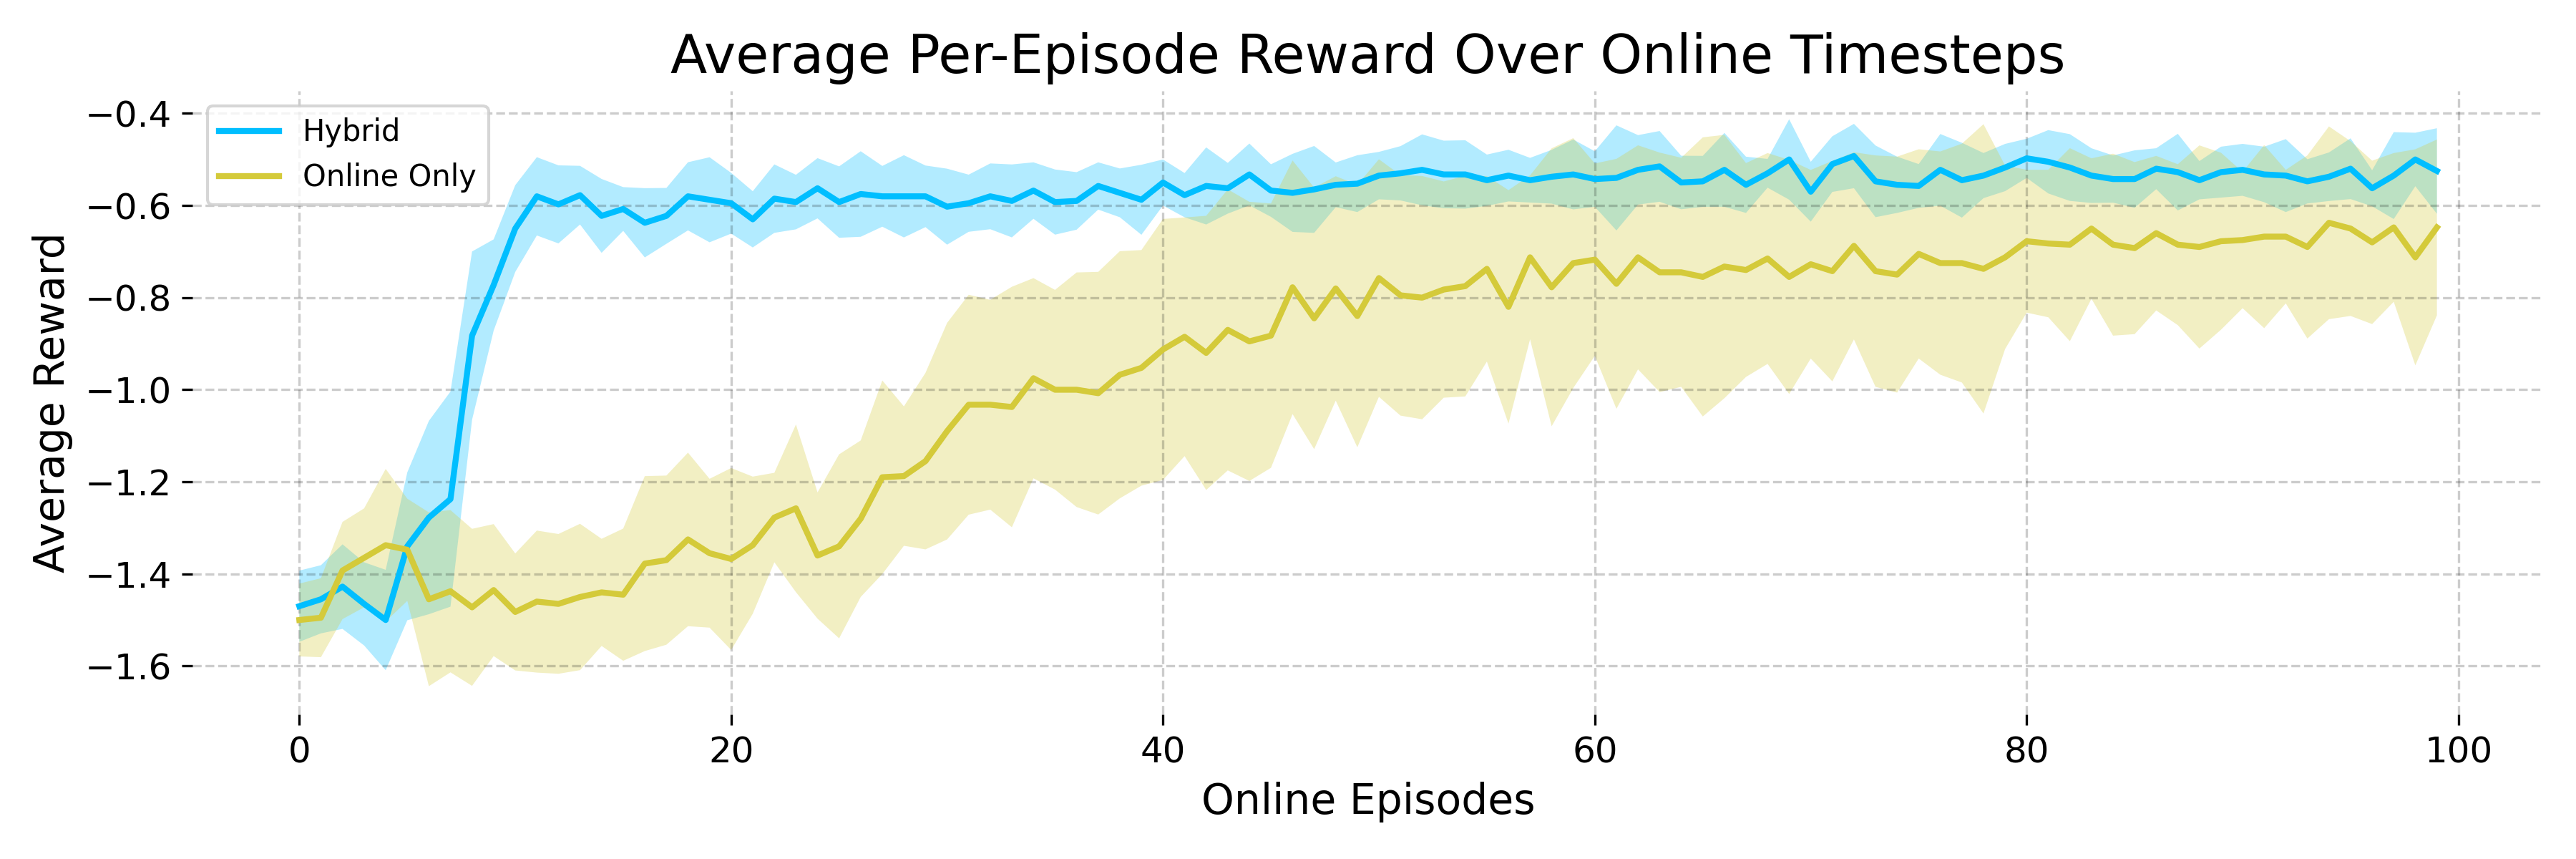 Average Per-Episode Reward Over Online Timesteps
Hybrid
Online Only
Average Reward
−0.4
−0.6
−0.8
−1.0
−1.2
−1.4
−1.6
0 20 40 60 80 100
Online Episodes